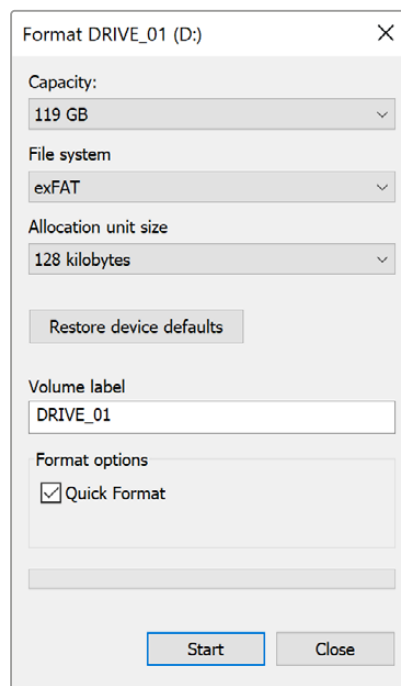 Format DRIVE_01 (D:)
Capacity:
119 GB
File system
exFAT
Allocation unit size
128 kilobytes
Restore device defaults
Volume label
DRIVE_01
Format options
Quick Format
Start Close